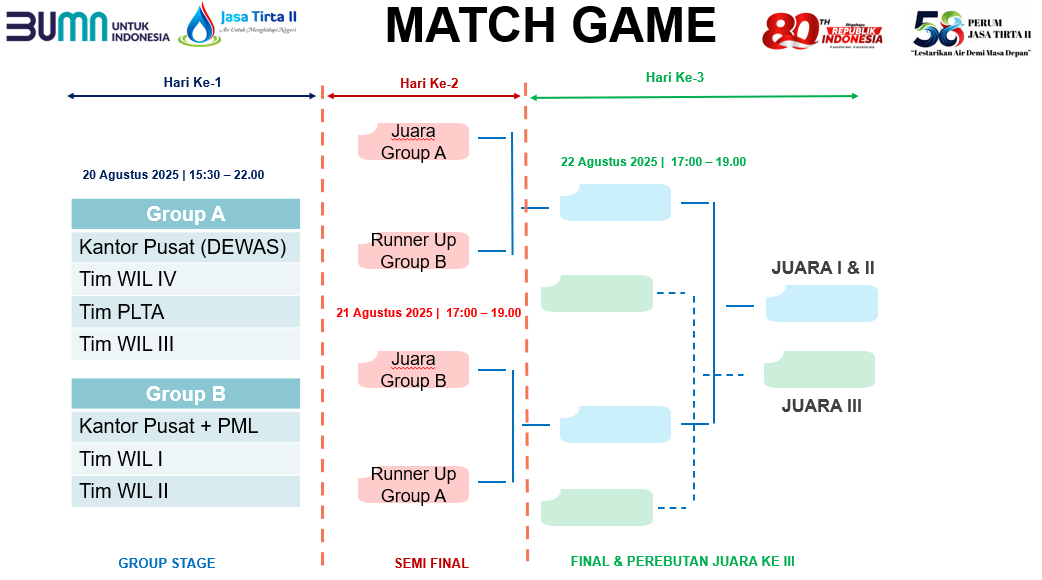 BUMN UNTUK
INDONESIA
Jasa Tirta II
Air Untuk Menghidupi Negeri
MATCH GAME
80TH
Dirgahayu
REPUBLIK
INDONESIA
58 PERUM
JASA TIRTA II
"Lestarikan Air Demi Masa Depan"
Hari Ke-1
Hari Ke-2
Hari Ke-3
20 Agustus 2025 | 15:30 – 22.00
Group A
Kantor Pusat (DEWAS)
Tim WIL IV
Tim PLTA
Tim WIL III
Group B
Kantor Pusat + PML
Tim WIL I
Tim WIL II
GROUP STAGE
Juara
Group A
Runner Up
Group B
21 Agustus 2025 | 17:00 – 19.00
Juara
Group B
Runner Up
Group A
SEMI FINAL
22 Agustus 2025 | 17:00 – 19.00
JUARA I & II
JUARA III
FINAL & PEREBUTAN JUARA KE III